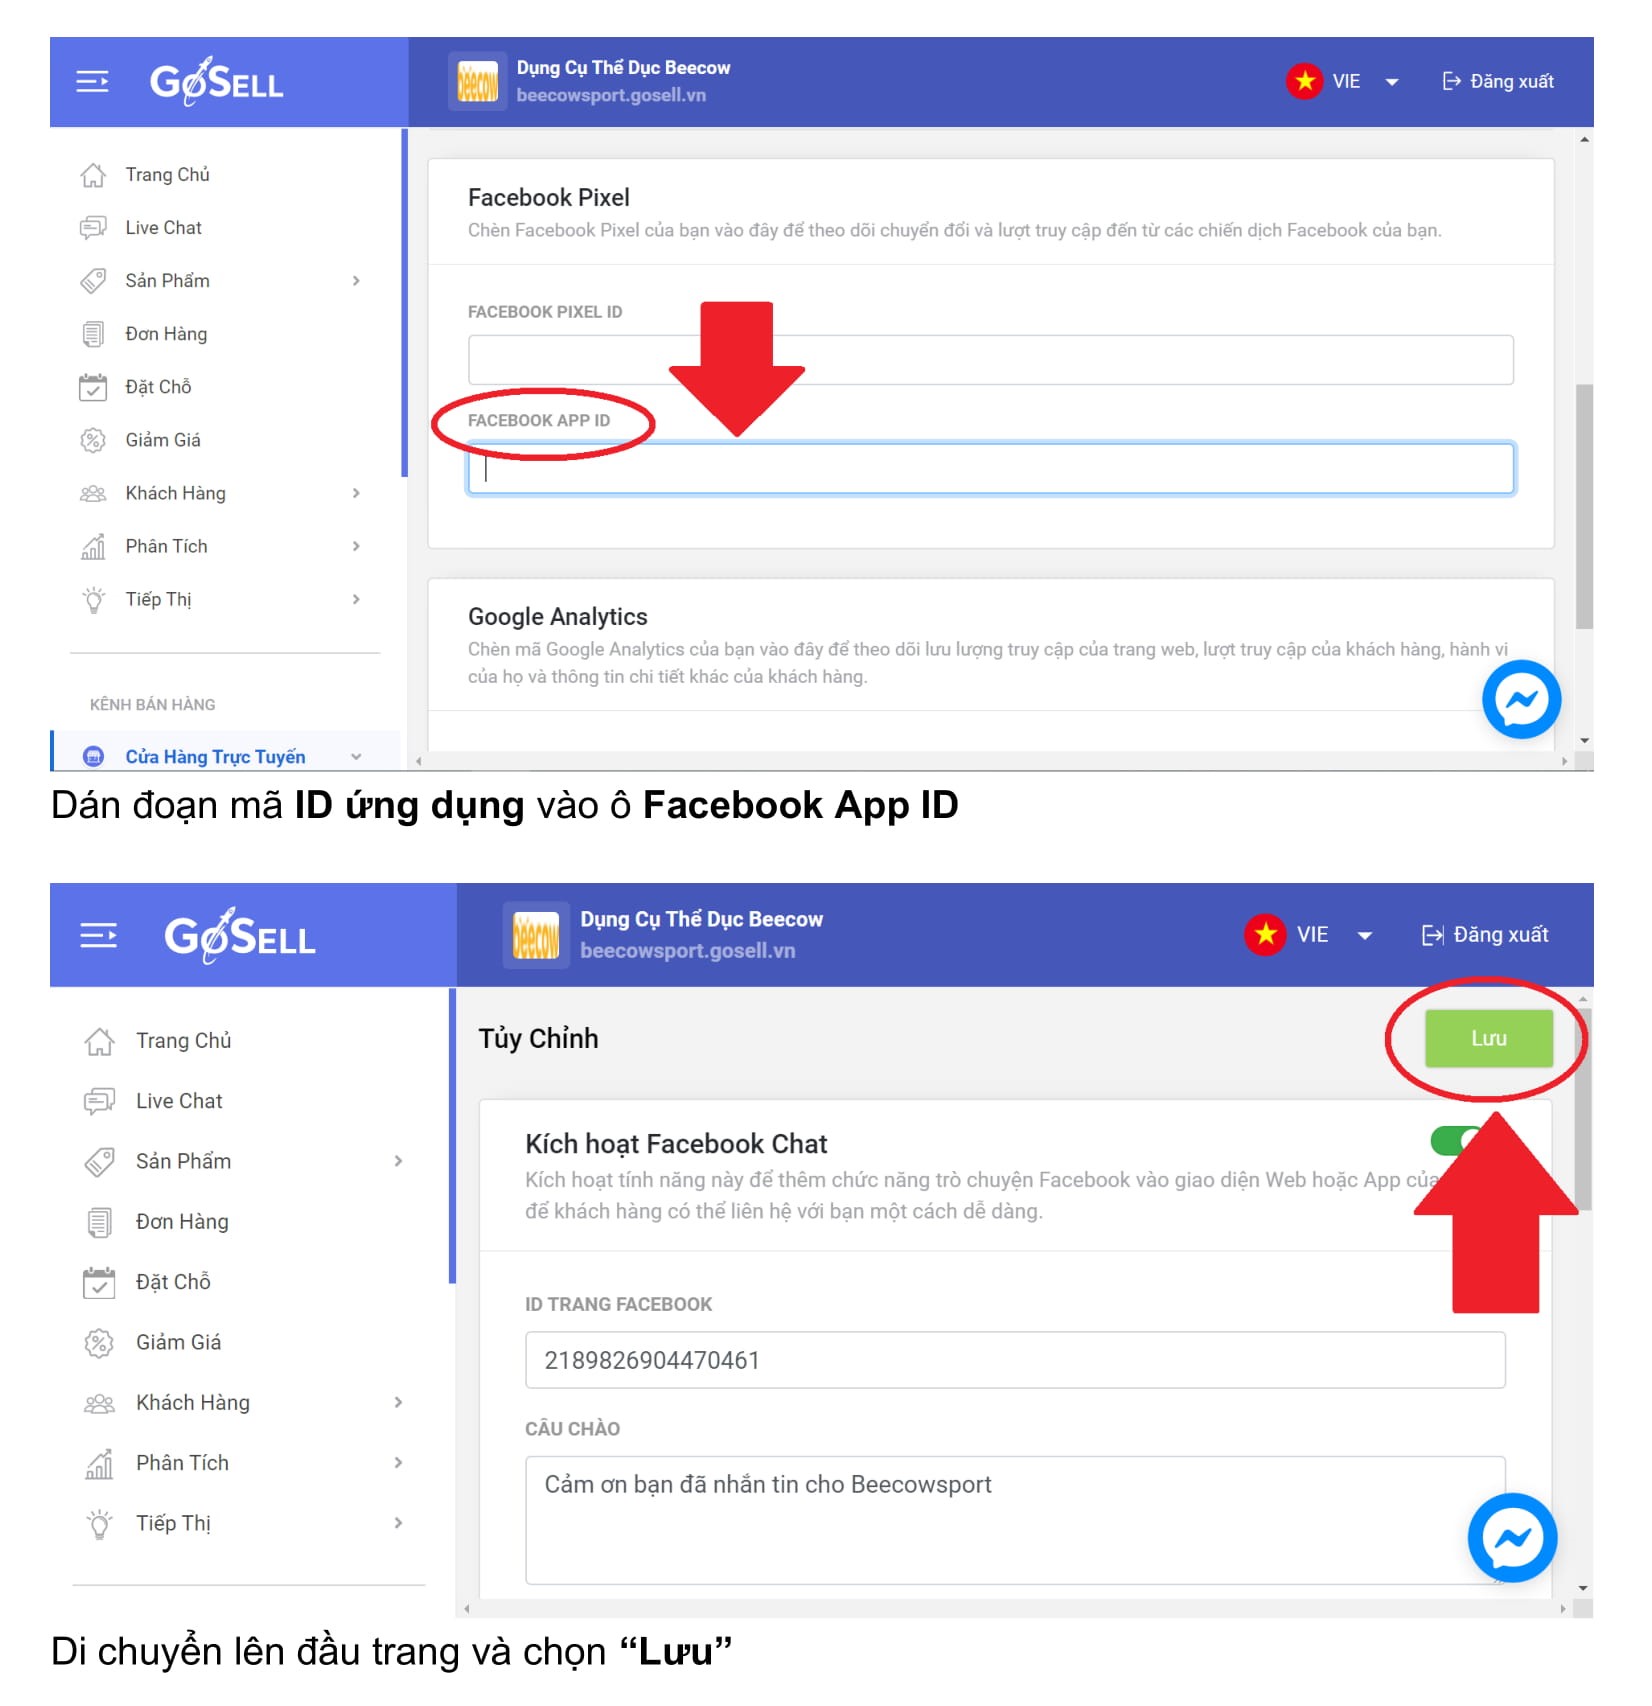 GoSELL
Dụng Cụ Thể Dục Beecow
beecowsport.gosell.vn
VIE
Đăng xuất
Trang Chủ
Live Chat
Sản Phẩm
Đơn Hàng
Đặt Chỗ
Giảm Giá
Khách Hàng
Phân Tích
Tiếp Thị
KÊNH BÁN HÀNG
Cửa Hàng Trực Tuyến
Facebook Pixel
Chèn Facebook Pixel của bạn vào đây để theo dõi chuyển đổi và lượt truy cập đến từ các chiến dịch Facebook của bạn.
FACEBOOK PIXEL ID
FACEBOOK APP ID
Google Analytics
Chèn mã Google Analytics của bạn vào đây để theo dõi lưu lượng truy cập của trang web, lượt truy cập của khách hàng, hành vi
của họ và thông tin chi tiết khác của khách hàng.
Dán đoạn mã ID ứng dụng vào ô Facebook App ID
GoSELL
beecow
Dụng Cụ Thể Dục Beecow
beecowsport.gosell.vn
VIE
Đăng xuất
Trang Chủ
Live Chat
Sản Phẩm
Đơn Hàng
Đặt Chỗ
Giảm Giá
Khách Hàng
Phân Tích
Tiếp Thị
Tủy Chỉnh
Lưu
Kích hoạt Facebook Chat
Kích hoạt tính năng này để thêm chức năng trò chuyện Facebook vào giao diện Web hoặc App của
để khách hàng có thể liên hệ với bạn một cách dễ dàng.
ID TRANG FACEBOOK
2189826904470461
CÂU CHÀO
Cảm ơn bạn đã nhắn tin cho Beecowsport
Di chuyển lên đầu trang và chọn “Lưu”